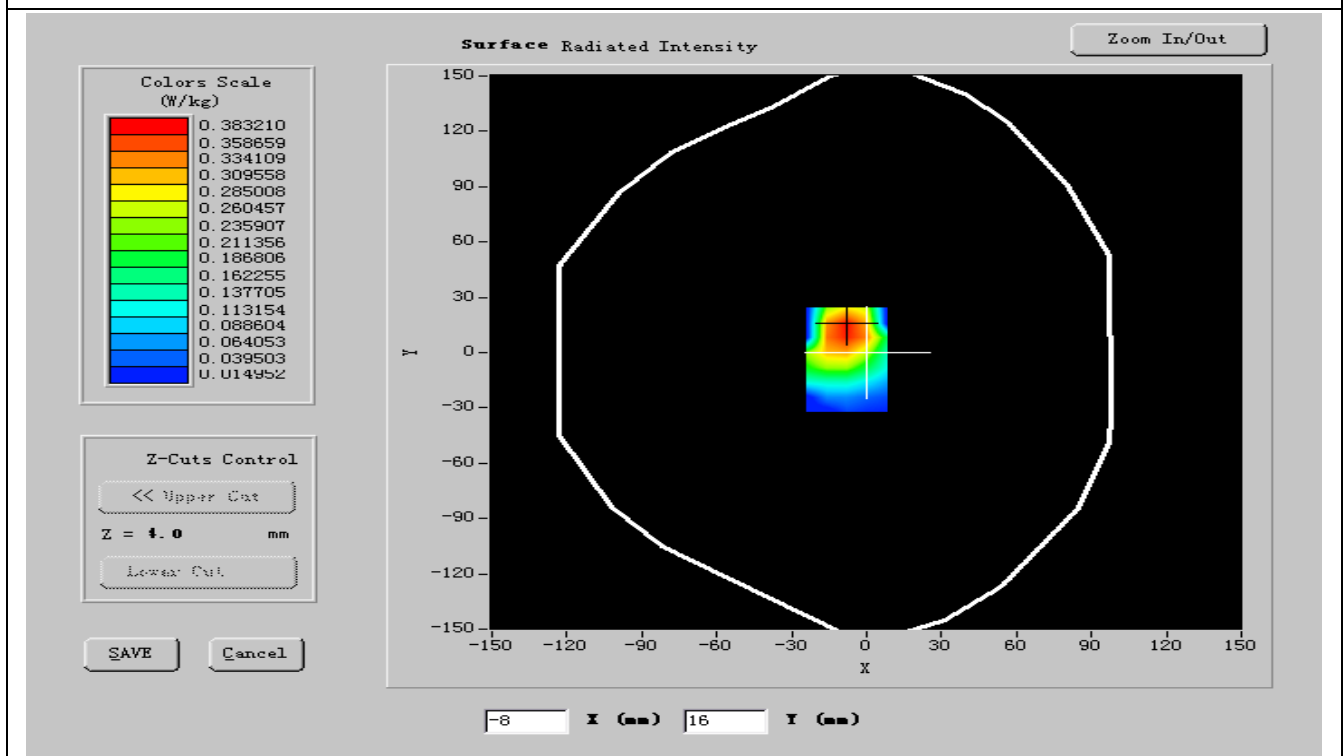 Surface Radiated Intensity
Zoom In/Out
Colors Scale
(W/kg)
0.383210
0.358659
0.334109
0.309558
0.285008
0.260457
0.235907
0.211356
0.186806
0.162255
0.137705
0.113154
0.088604
0.064053
0.039503
0.014952
Z-Cuts Control
<< Upper Cut
Z = 4.0 mm
Lower Cut
SAVE Cancel
150
120
90
60
30
0
-30
-60
-90
-120
-150
Y
-150 -120 -90 -60 -30 0 30 60 90 120 150
X
-8 X (mm) 16 Y (mm)